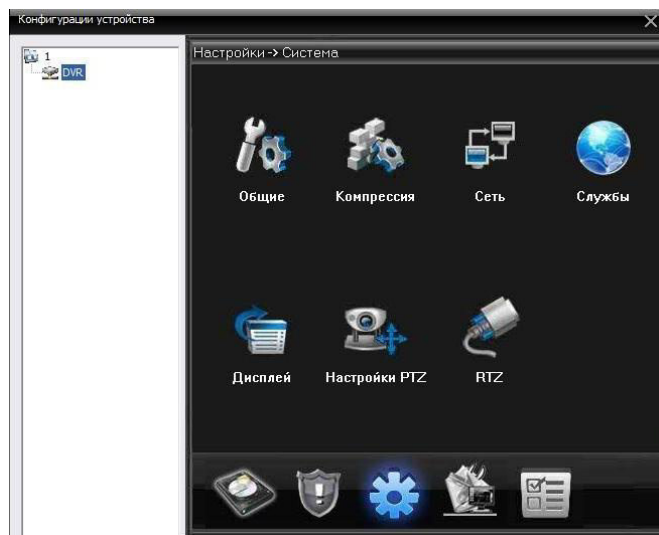 Конфигурации устройства
1
DVR
Настройки -> Система
Общие
Компрессия
Сеть
Службы
Дисплей
Настройки PTZ
RTZ